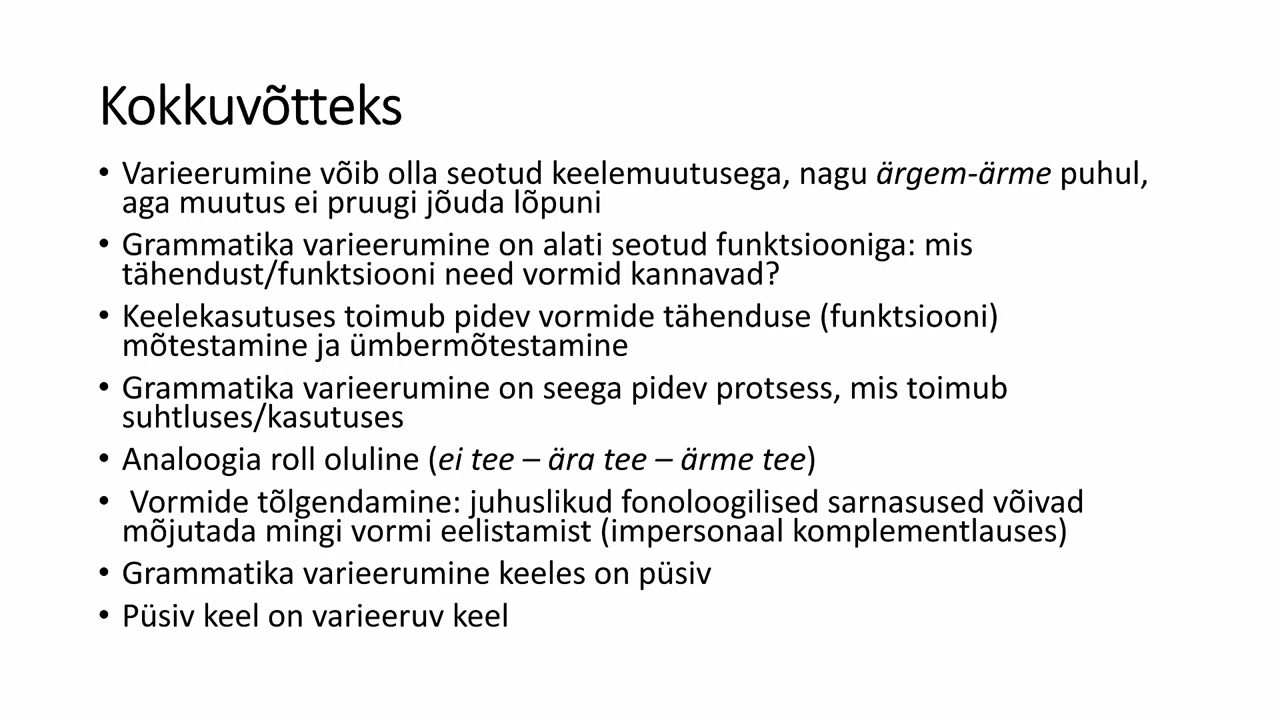 Kokkuvõtteks
• Varieerumine võib olla seotud keelemuutusega, nagu ärgem-ärme puhul,
aga muutus ei pruugi jõuda lõpuni
• Grammatika varieerumine on alati seotud funktsiooniga: mis
tähendust/funktsiooni need vormid kannavad?
• Keelekasutuses toimub pidev vormide tähenduse (funktsiooni)
mõtestamine ja ümbermõtestamine
• Grammatika varieerumine on seega pidev protsess, mis toimub
suhtluses/kasutuses
• Analoogia roll oluline (ei tee – ära tee – ärme tee)
• Vormide tõlgendamine: juhuslikud fonoloogilised sarnasused võivad
mõjutada mingi vormi eelistamist (impersonaal komplementlauses)
• Grammatika varieerumine keeles on püsiv
• Püsiv keel on varieeruv keel